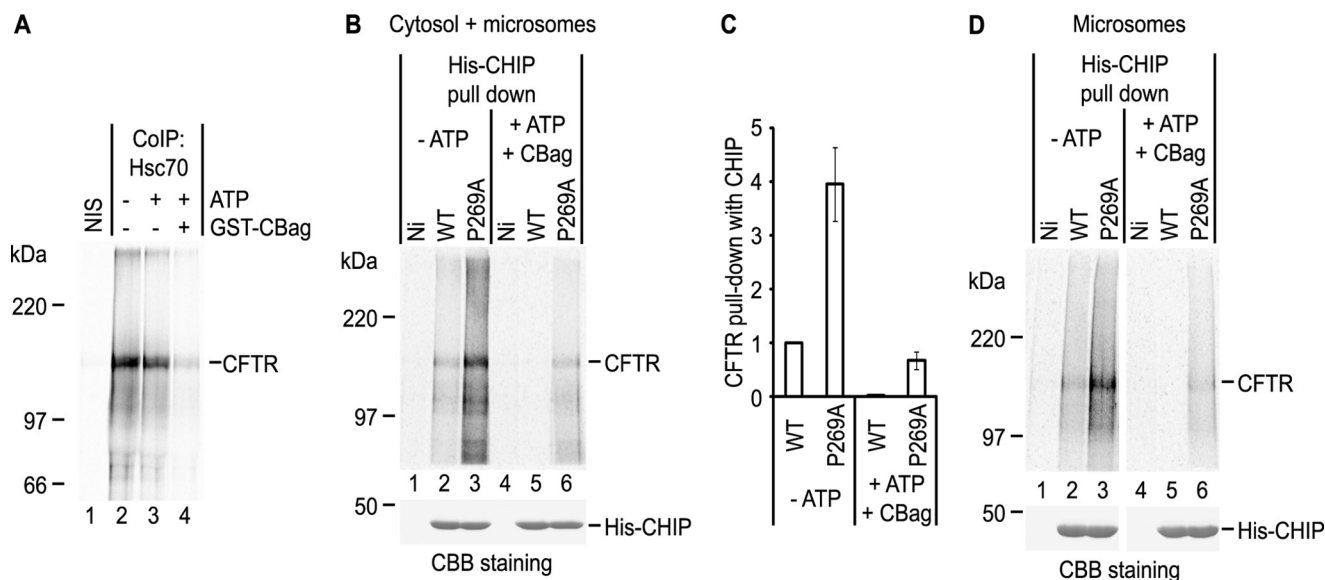 A
CoIP:
Hsc70
NIS
- + + ATP
- - + GST-CBag
kDa
220
97
66
CFTR
1 2 3 4
B
Cytosol + microsomes
His-CHIP
pull down
- ATP
+ ATP
+ CBag
Ni WT P269A Ni WT P269A
kDa
220
97
CFTR
1 2 3 4 5 6
50
His-CHIP
CBB staining
C
CFTR pull-down with CHIP
5
4
3
2
1
0
WT P269A WT P269A
- ATP
+ ATP
+ CBag
D
Microsomes
His-CHIP
pull down
- ATP
+ ATP
+ CBag
Ni WT P269A Ni WT P269A
kDa
220
97
CFTR
1 2 3 4 5 6
50
His-CHIP
CBB staining